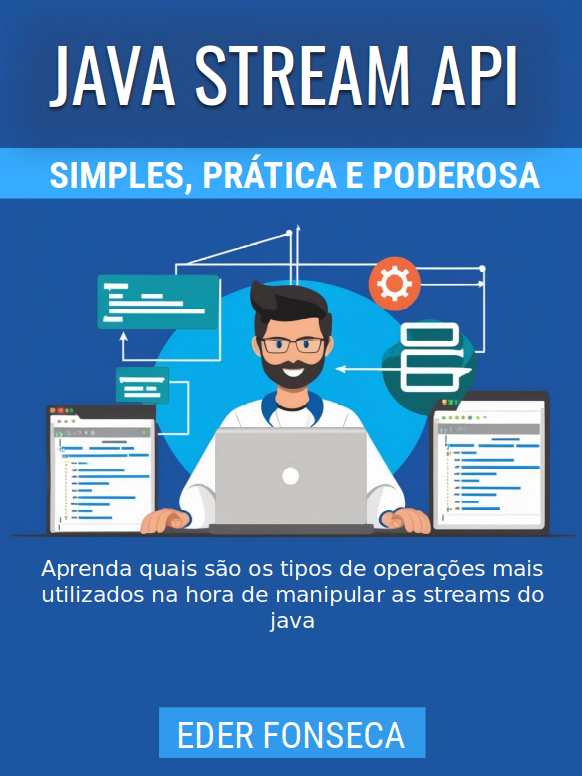 JAVA STREAM API
SIMPLES, PRÁTICA E PODEROSA
Aprenda quais são os tipos de operações mais
utilizados na hora de manipular as streams do
java
EDER FONSECA